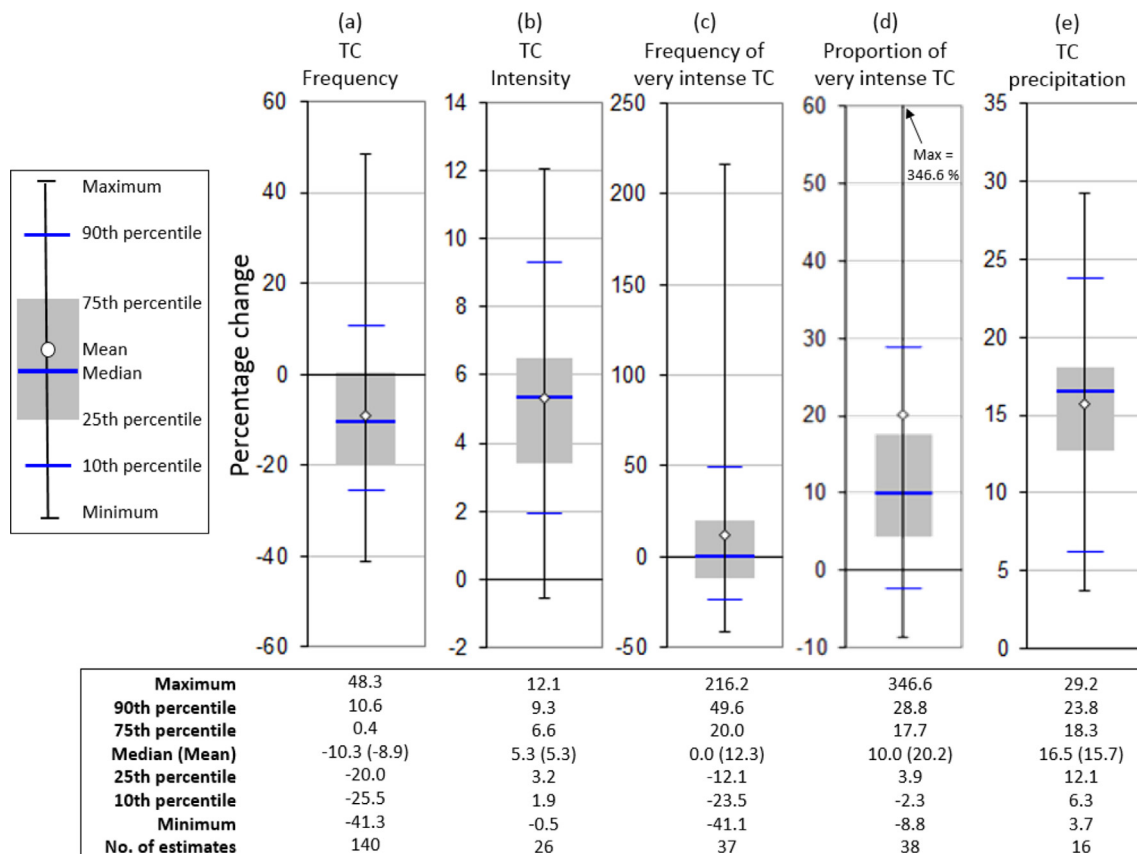 (a)
TC
Frequency
(b)
TC
Intensity
(c)
Frequency of
very intense TC
(d)
Proportion of
very intense TC
(e)
TC
precipitation
Maximum
90th percentile
75th percentile
Mean
Median
25th percentile
10th percentile
Minimum
Percentage change
60
40
20
0
-20
-40
-60
14
12
10
8
6
4
2
0
-2
250
200
150
100
50
0
-50
60
50
40
30
20
10
0
-10
Max =
346.6 %
35
30
25
20
15
10
5
0
Maximum 48.3 12.1 216.2 346.6 29.2
90th percentile 10.6 9.3 49.6 28.8 23.8
75th percentile 0.4 6.6 20.0 17.7 18.3
Median (Mean) -10.3 (-8.9) 5.3 (5.3) 0.0 (12.3) 10.0 (20.2) 16.5 (15.7)
25th percentile -20.0 3.2 -12.1 3.9 12.1
10th percentile -25.5 1.9 -23.5 -2.3 6.3
Minimum -41.3 -0.5 -41.1 -8.8 3.7
No. of estimates 140 26 37 38 16